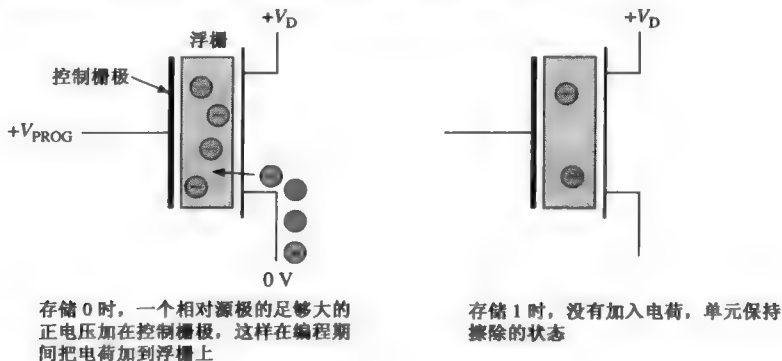 +V_D
浮栅
控制栅极
+V_PROG
0 V
存储 0 时，一个相对源极的足够大的
正电压加在控制栅极，这样在编程期
间把电荷加到浮栅上
+V_D
存储 1 时，没有加入电荷，单元保持
擦除的状态